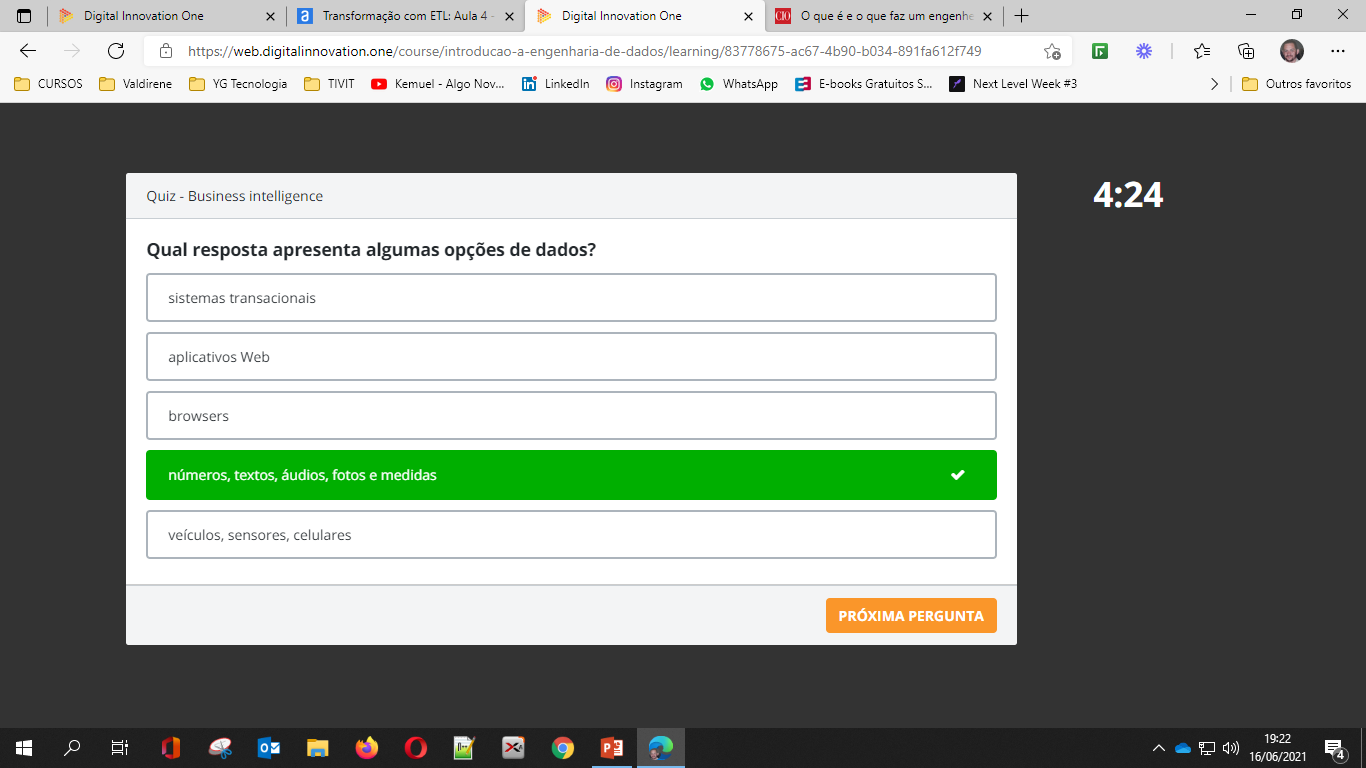 Digital Innovation One
Transformação com ETL: Aula 4 -
Digital Innovation One
CIO
O que é e o que faz um engenhe
https://web.digitalinnovation.one/course/introducao-a-engenharia-de-dados/learning/83778675-ac67-4b90-b034-891fa612f749
CURSOS
Valdirene
YG Tecnologia
TIVIT
Kemuel - Algo Nov...
LinkedIn
Instagram
WhatsApp
E-books Gratuitos S...
Next Level Week #3
Outros favoritos
Quiz - Business intelligence
4:24
Qual resposta apresenta algumas opções de dados?
sistemas transacionais
aplicativos Web
browsers
números, textos, áudios, fotos e medidas
veículos, sensores, celulares
PRÓXIMA PERGUNTA
19:22
16/06/2021
4